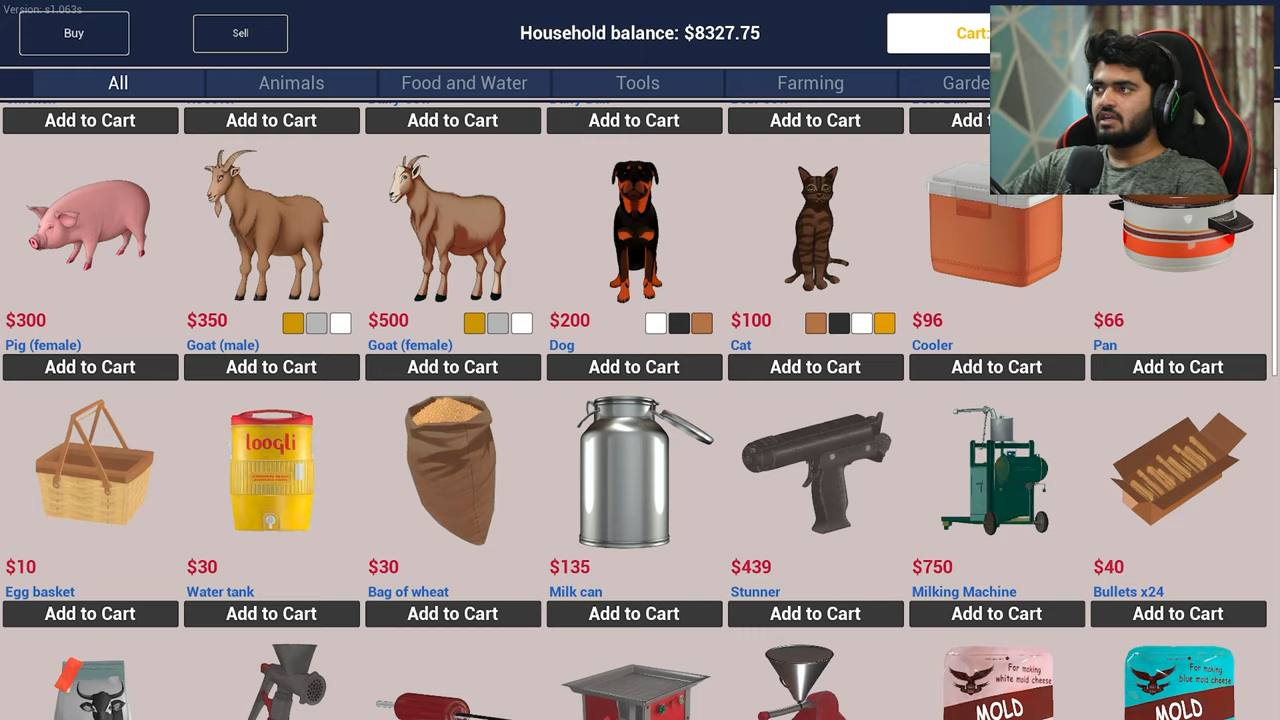 Version: s1.063s
Buy
Sell
Household balance: $8327.75
Cart:
All
Animals
Food and Water
Tools
Farming
Garde
Add to Cart
Add to Cart
Add to Cart
Add to Cart
Add to Cart
Add t
$300
$350
$500
$200
$100
$96
$66
Pig (female)
Goat (male)
Goat (female)
Dog
Cat
Cooler
Pan
Add to Cart
Add to Cart
Add to Cart
Add to Cart
Add to Cart
Add to Cart
Add to Cart
looqli
$10
$30
$30
$135
$439
$750
$40
Egg basket
Water tank
Bag of wheat
Milk can
Stunner
Milking Machine
Bullets x24
Add to Cart
Add to Cart
Add to Cart
Add to Cart
Add to Cart
Add to Cart
Add to Cart
For making
white mold cheese
MOLD
For making
blue mold cheese
MOLD